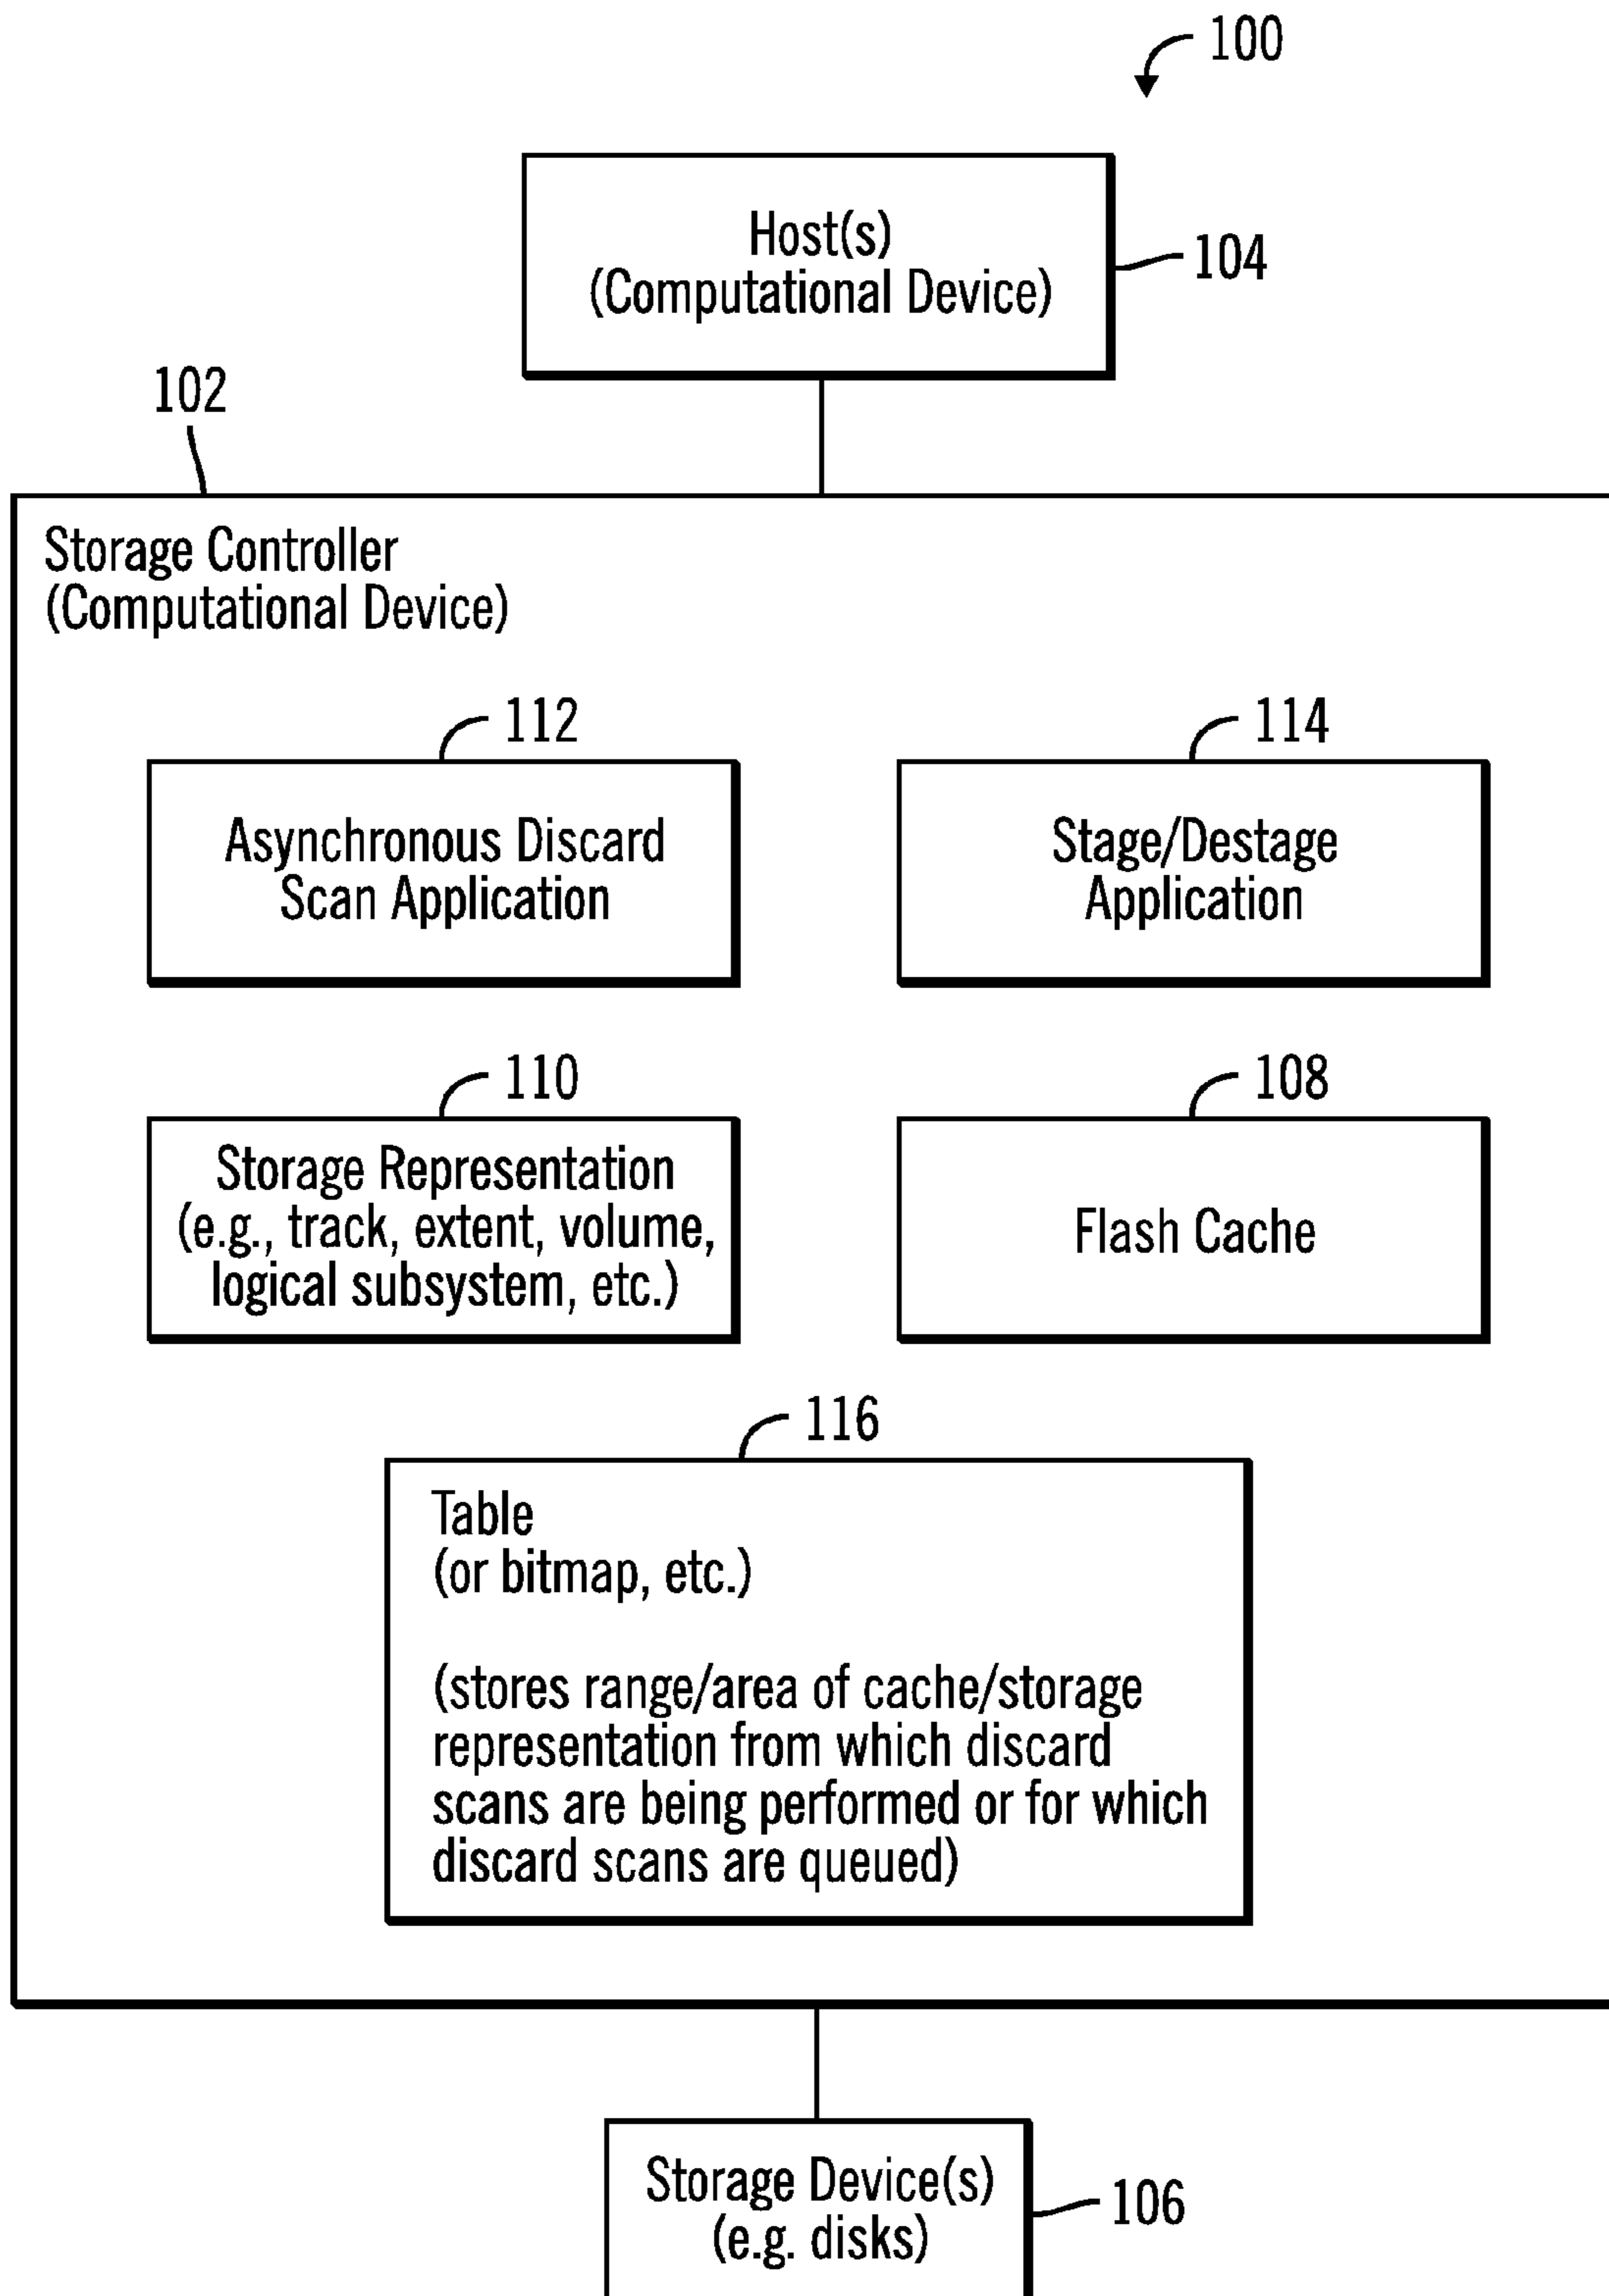 100
Host(s)
(Computational Device)
104
102
Storage Controller
(Computational Device)
112
Asynchronous Discard
Scan Application
114
Stage/Destage
Application
110
Storage Representation
(e.g., track, extent, volume,
logical subsystem, etc.)
108
Flash Cache
116
Table
(or bitmap, etc.)
(stores range/area of cache/storage
representation from which discard
scans are being performed or for which
discard scans are queued)
Storage Device(s)
(e.g. disks)
106